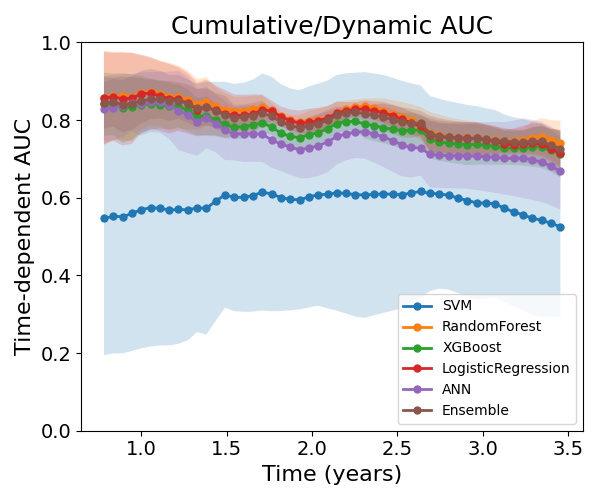 Cumulative/Dynamic AUC
Time-dependent AUC
1.0
0.8
0.6
0.4
0.2
0.0
SVM
RandomForest
XGBoost
LogisticRegression
ANN
Ensemble
1.0 1.5 2.0 2.5 3.0 3.5
Time (years)